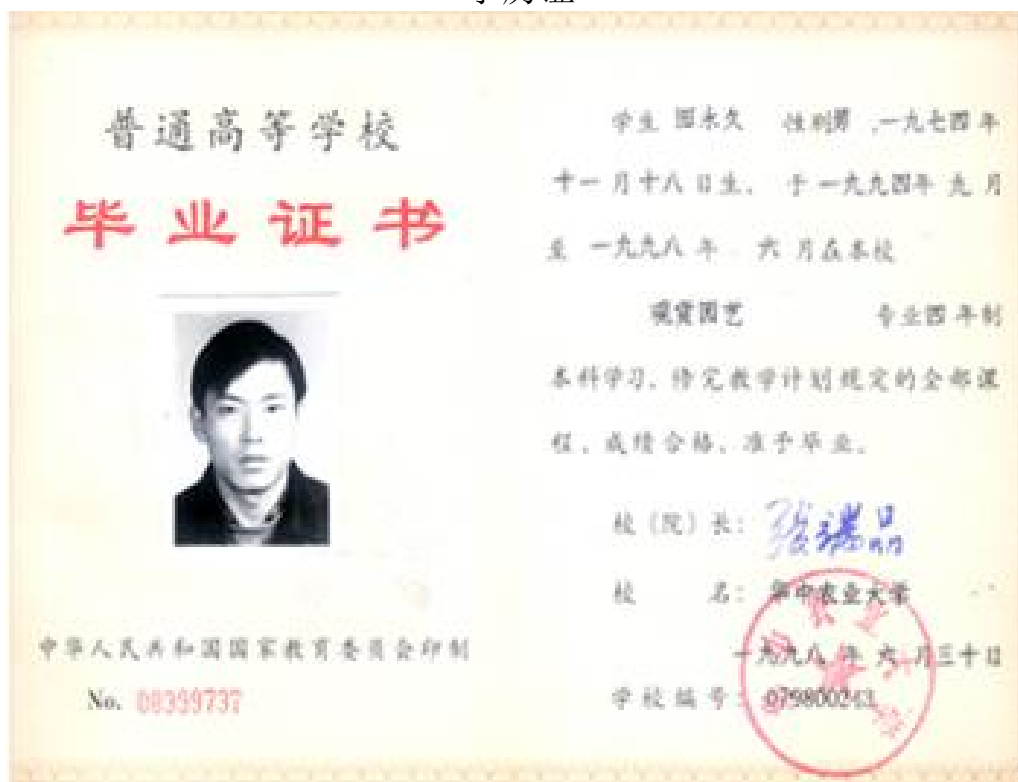 普通高等学校
毕业证书
中华人民共和国国家教育委员会印制
No. 08399737
学生 固永久 性别男,一九七四年
十一月十八日生, 于一九九四年 九 月
至 一九九八 年 六 月在本校
观赏园艺 专业四年制
本科学习,修完教学计划规定的全部课
程,成绩合格,准予毕业。
校(院)长:
校 名: 华中农业大学
一九九八 年 六 月三十日
学校编号: 079800243